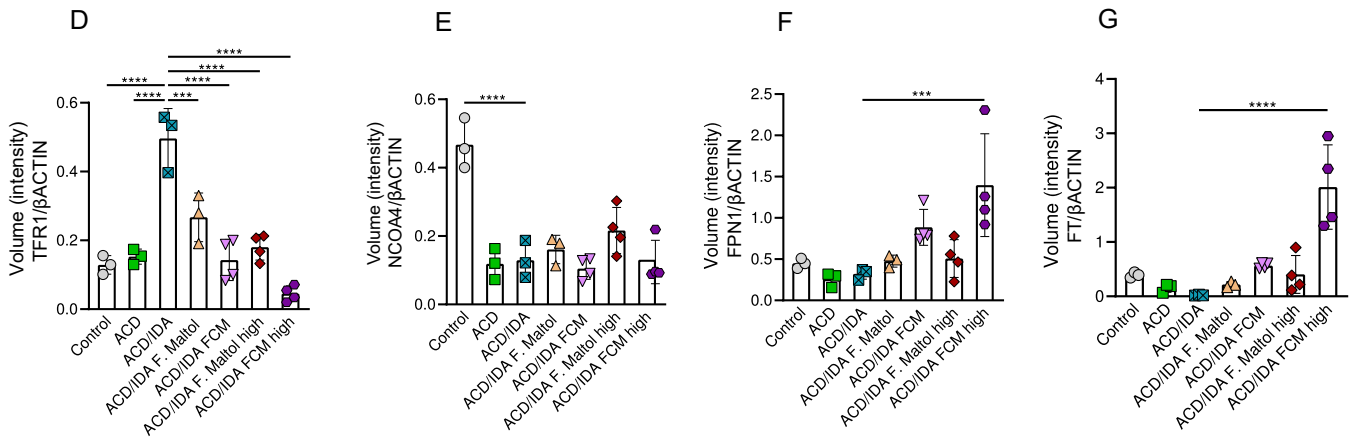 D
****
****
****
****
****
***
Volume (intensity)
TFR1/βACTIN
0.6
0.4
0.2
0.0
Control
ACD
ACD/IDA
ACD/IDA F. Maltol
ACD/IDA FCM
ACD/IDA F. Maltol high
ACD/IDA FCM high
E
****
Volume (intensity)
NCOA4/βACTIN
0.6
0.4
0.2
0.0
Control
ACD
ACD/IDA
ACD/IDA F. Maltol
ACD/IDA FCM
ACD/IDA F. Maltol high
ACD/IDA FCM high
F
***
Volume (intensity)
FPN1/βACTIN
2.5
2.0
1.5
1.0
0.5
0.0
Control
ACD
ACD/IDA
ACD/IDA F. Maltol
ACD/IDA FCM
ACD/IDA F. Maltol high
ACD/IDA FCM high
G
****
Volume (intensity)
FT/βACTIN
4
3
2
1
0
Control
ACD
ACD/IDA
ACD/IDA F. Maltol
ACD/IDA FCM
ACD/IDA F. Maltol high
ACD/IDA FCM high